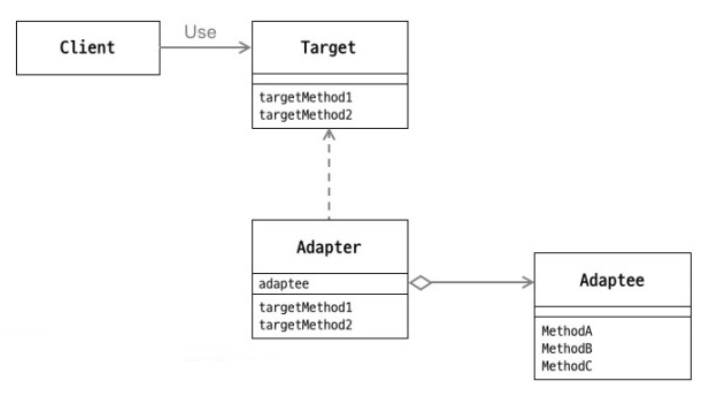 Client
Use
Target
targetMethod1
targetMethod2
Adapter
adaptee
targetMethod1
targetMethod2
Adaptee
MethodA
MethodB
MethodC